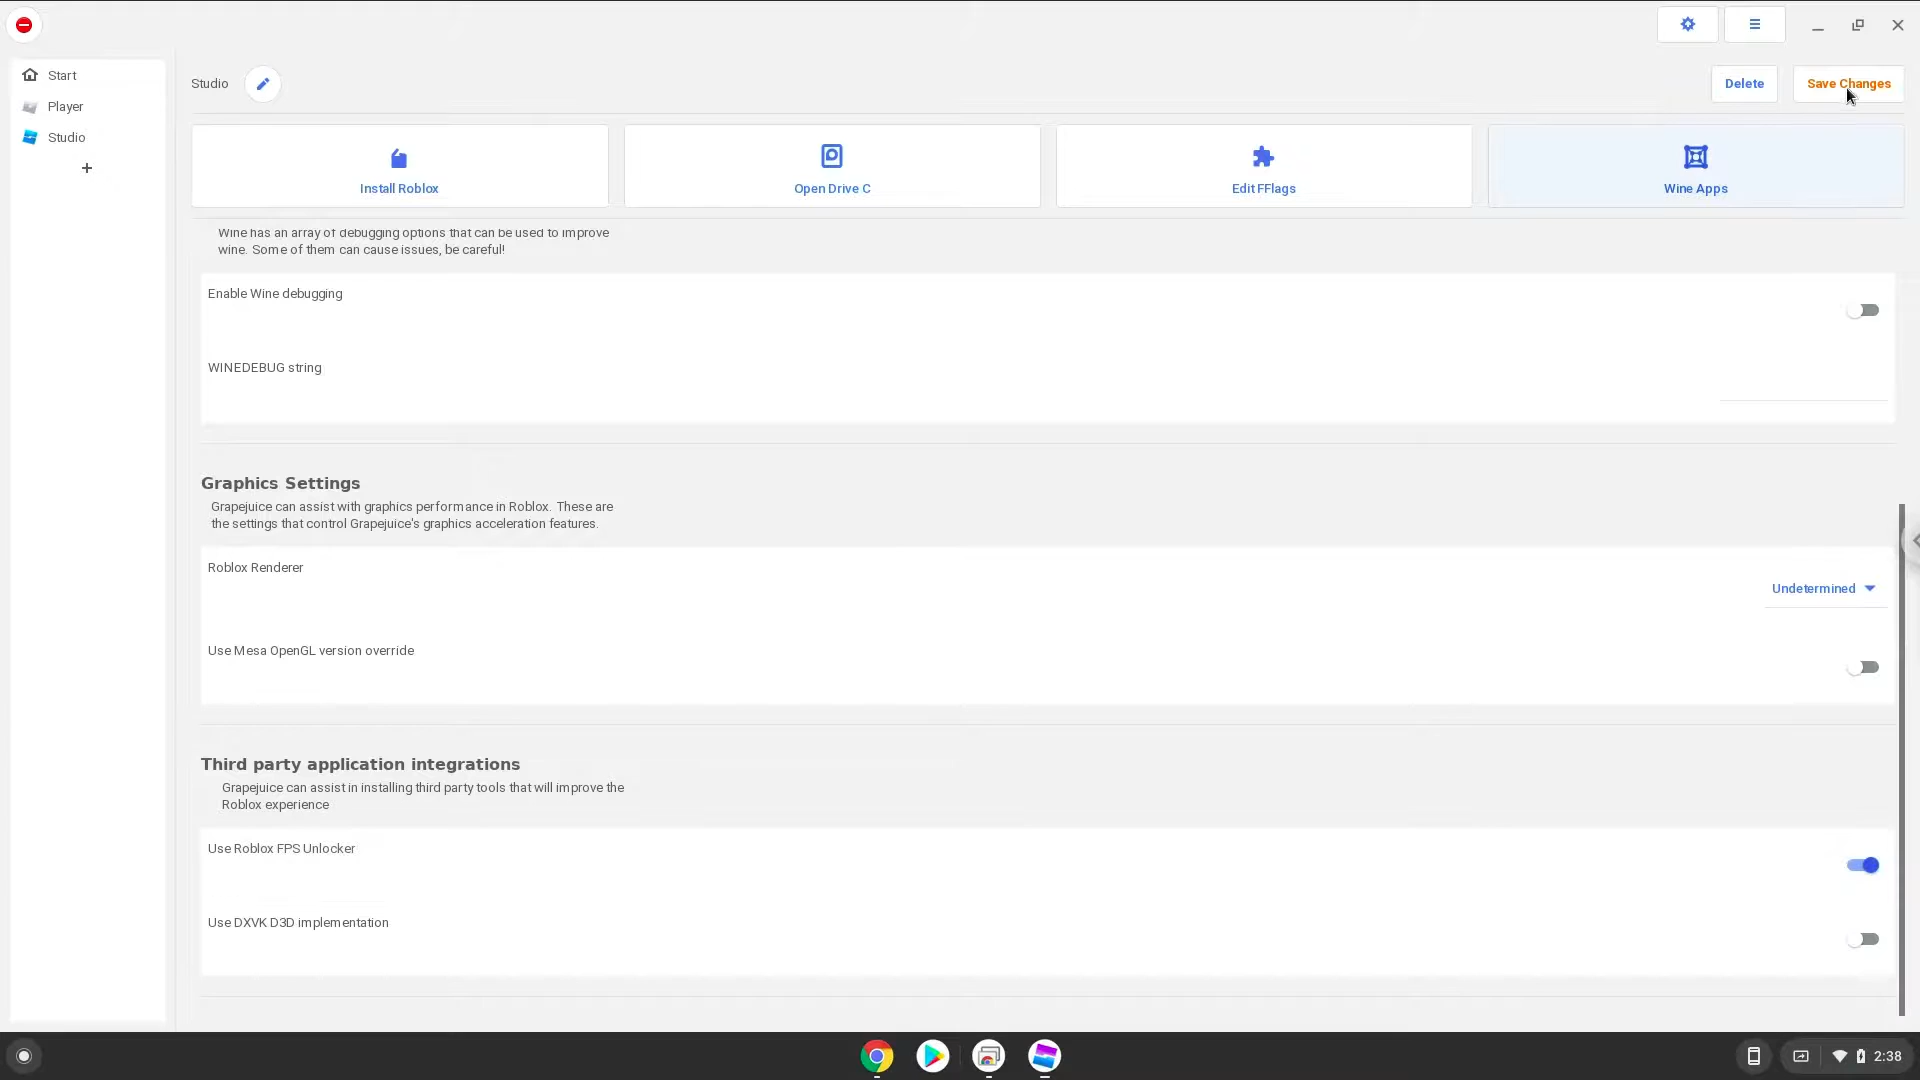 Start
Player
Studio
Studio
Delete
Save Changes
Install Roblox
Open Drive C
Edit FFlags
Wine Apps
Wine has an array of debugging options that can be used to improve
wine. Some of them can cause issues, be careful!
Enable Wine debugging
WINEDEBUG string
Graphics Settings
Grapejuice can assist with graphics performance in Roblox. These are
the settings that control Grapejuice's graphics acceleration features.
Roblox Renderer
Undetermined
Use Mesa OpenGL version override
Third party application integrations
Grapejuice can assist in installing third party tools that will improve the
Roblox experience
Use Roblox FPS Unlocker
Use DXVK D3D implementation
2:38